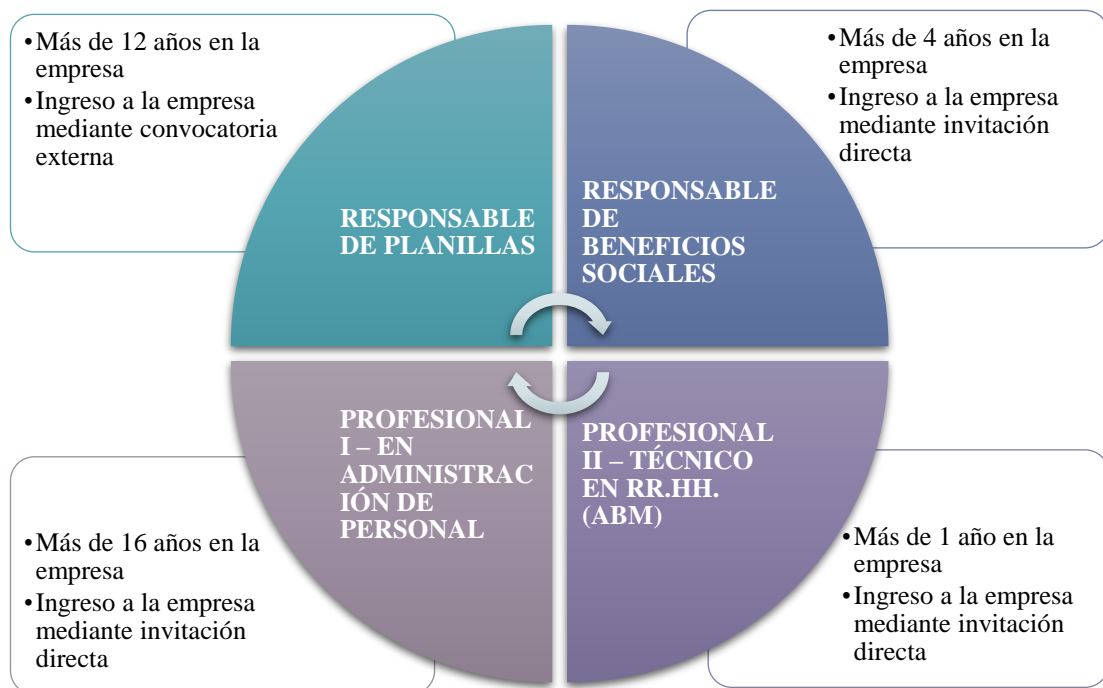 •Más de 12 años en la
empresa
•Ingreso a la empresa
mediante convocatoria
externa
RESPONSABLE
DE PLANILLAS
•Más de 4 años en la
empresa
•Ingreso a la empresa
mediante invitación
directa
RESPONSABLE
DE
BENEFICIOS
SOCIALES
•Más de 16 años en la
empresa
•Ingreso a la empresa
mediante invitación
directa
PROFESIONAL
I – EN
ADMINISTRAC
IÓN DE
PERSONAL
PROFESIONAL
II – TÉCNICO
EN RR.HH.
(ABM)
•Más de 1 año en la
empresa
•Ingreso a la empresa
mediante invitación
directa